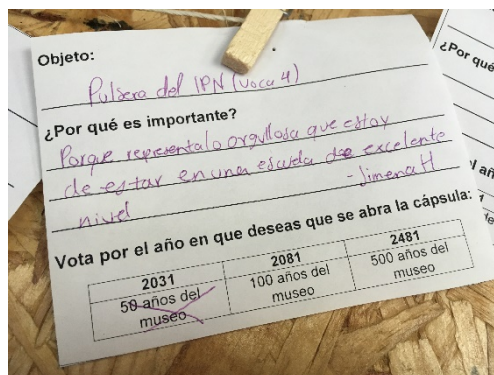 Objeto:
Pulsera del IPN (Voca 4)
¿Por qué es importante?
Porque representa lo orgullosa que estoy
de estar en una escuela de excelente
nivel
- Jimena H
Vota por el año en que deseas que se abra la cápsula:
2031 2081 2481
50 años del museo 100 años del museo 500 años del museo
¿Por qué